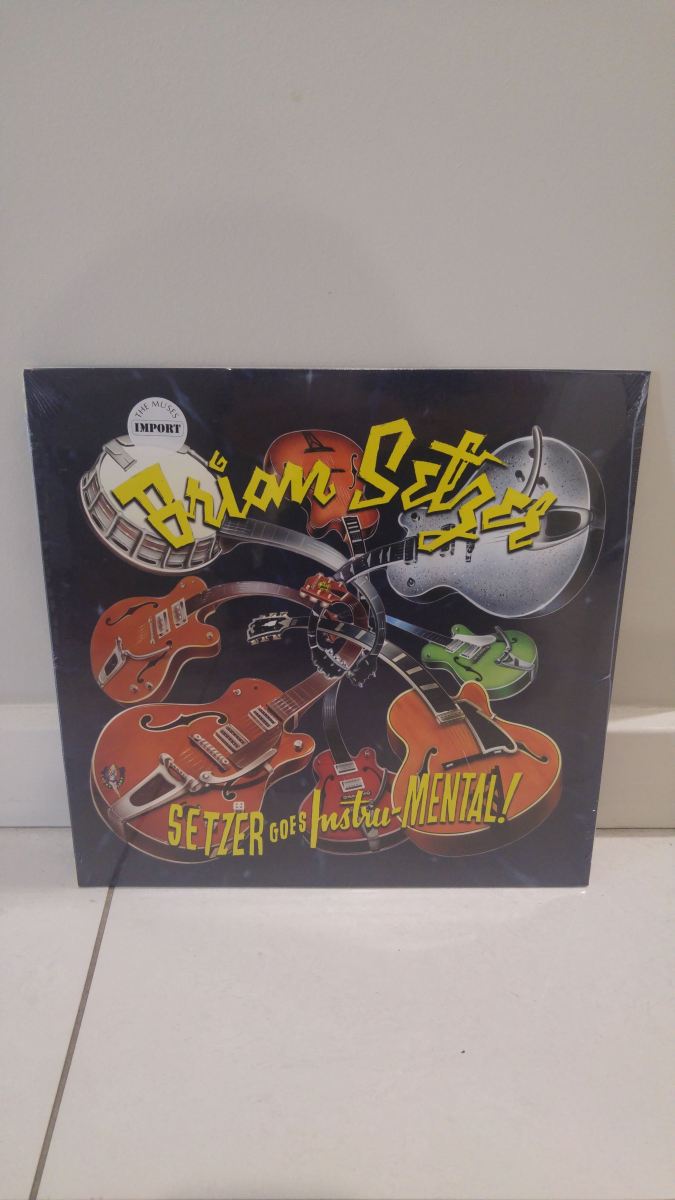 THE MUSES
IMPORT
Brian Setzer
SETZER GOES Instru-MENTAL!